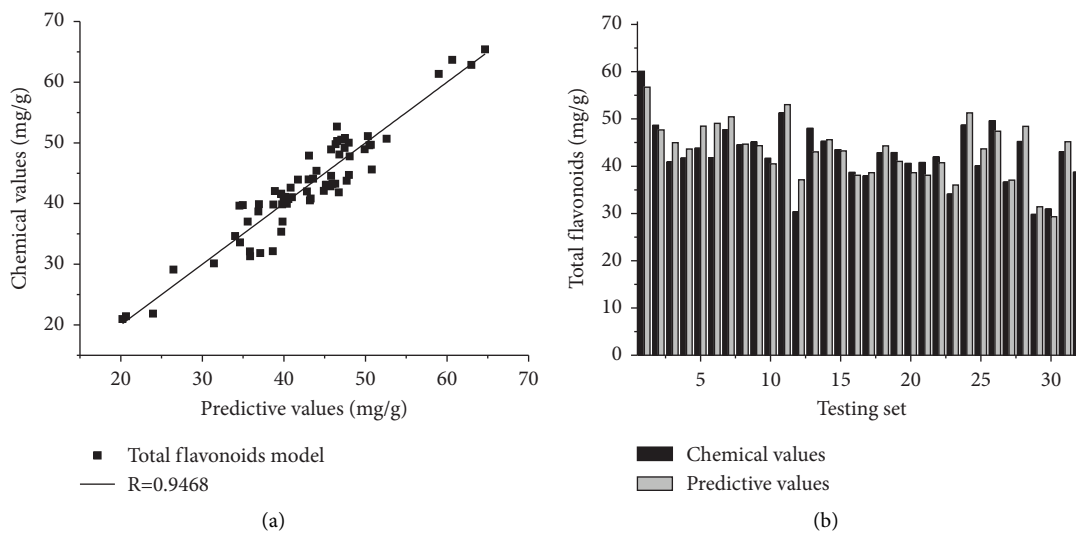 70
60
50
40
30
20
Chemical values (mg/g)
20 30 40 50 60 70
Predictive values (mg/g)
Total flavonoids model
R=0.9468
(a)
70
60
50
40
30
20
10
0
Total flavonoids (mg/g)
5 10 15 20 25 30
Testing set
Chemical values
Predictive values
(b)